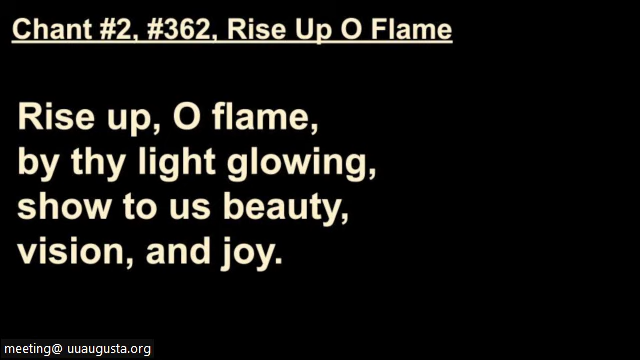 Chant #2, #362, Rise Up O Flame
Rise up, O flame,
by thy light glowing,
show to us beauty,
vision, and joy.
meeting@ uuaugusta.org